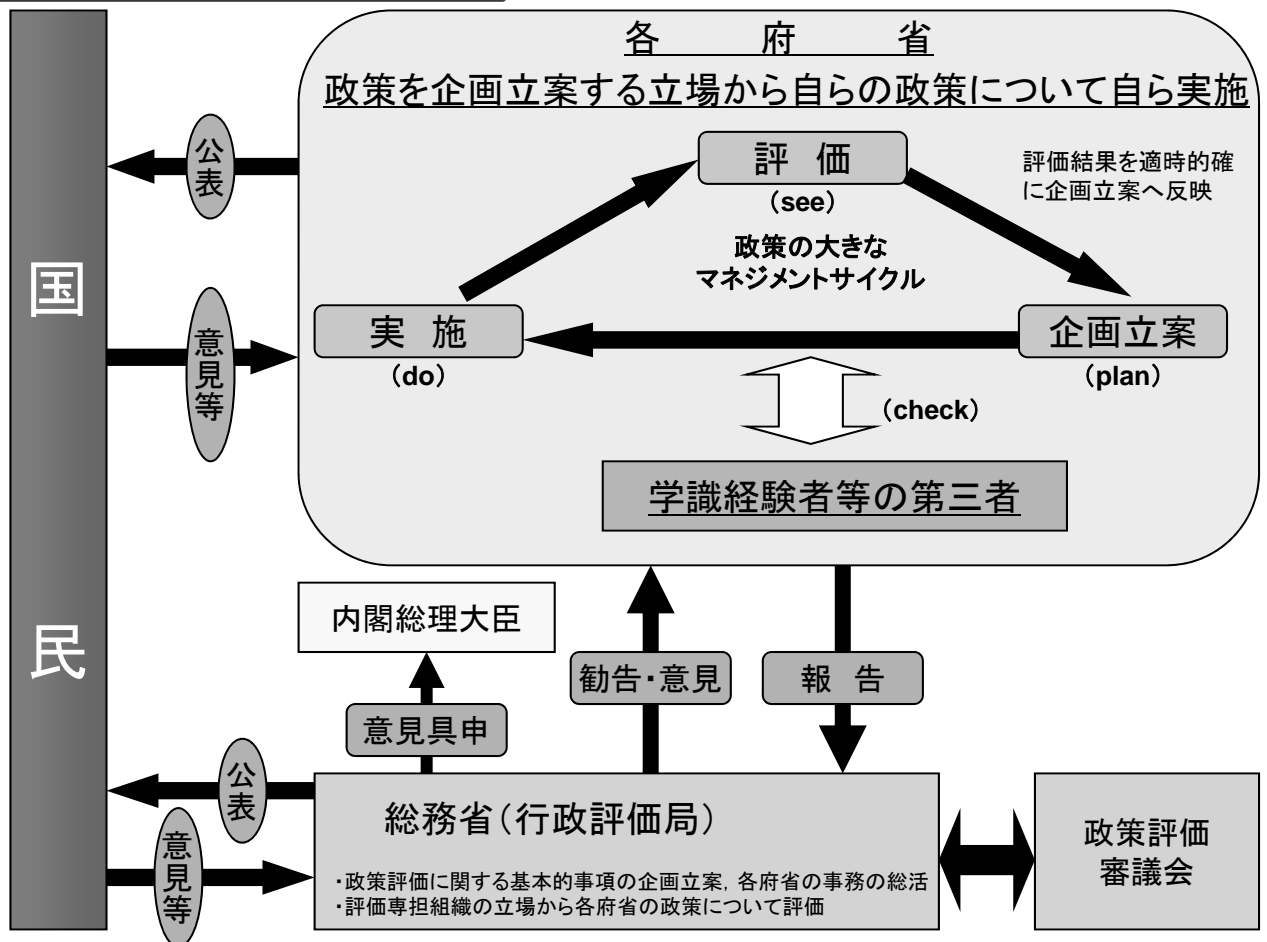 各府省
政策を企画立案する立場から自らの政策について自ら実施
公表
評価
(see)
評価結果を適時的確
に企画立案へ反映
政策の大きな
マネジメントサイクル
国民
意見等
実施
(do)
企画立案
(plan)
(check)
学識経験者等の第三者
内閣総理大臣
勧告・意見
報告
意見具申
公表
意見等
総務省(行政評価局)
・政策評価に関する基本的事項の企画立案，各府省の事務の総活
・評価専担組織の立場から各府省の政策について評価
政策評価
審議会